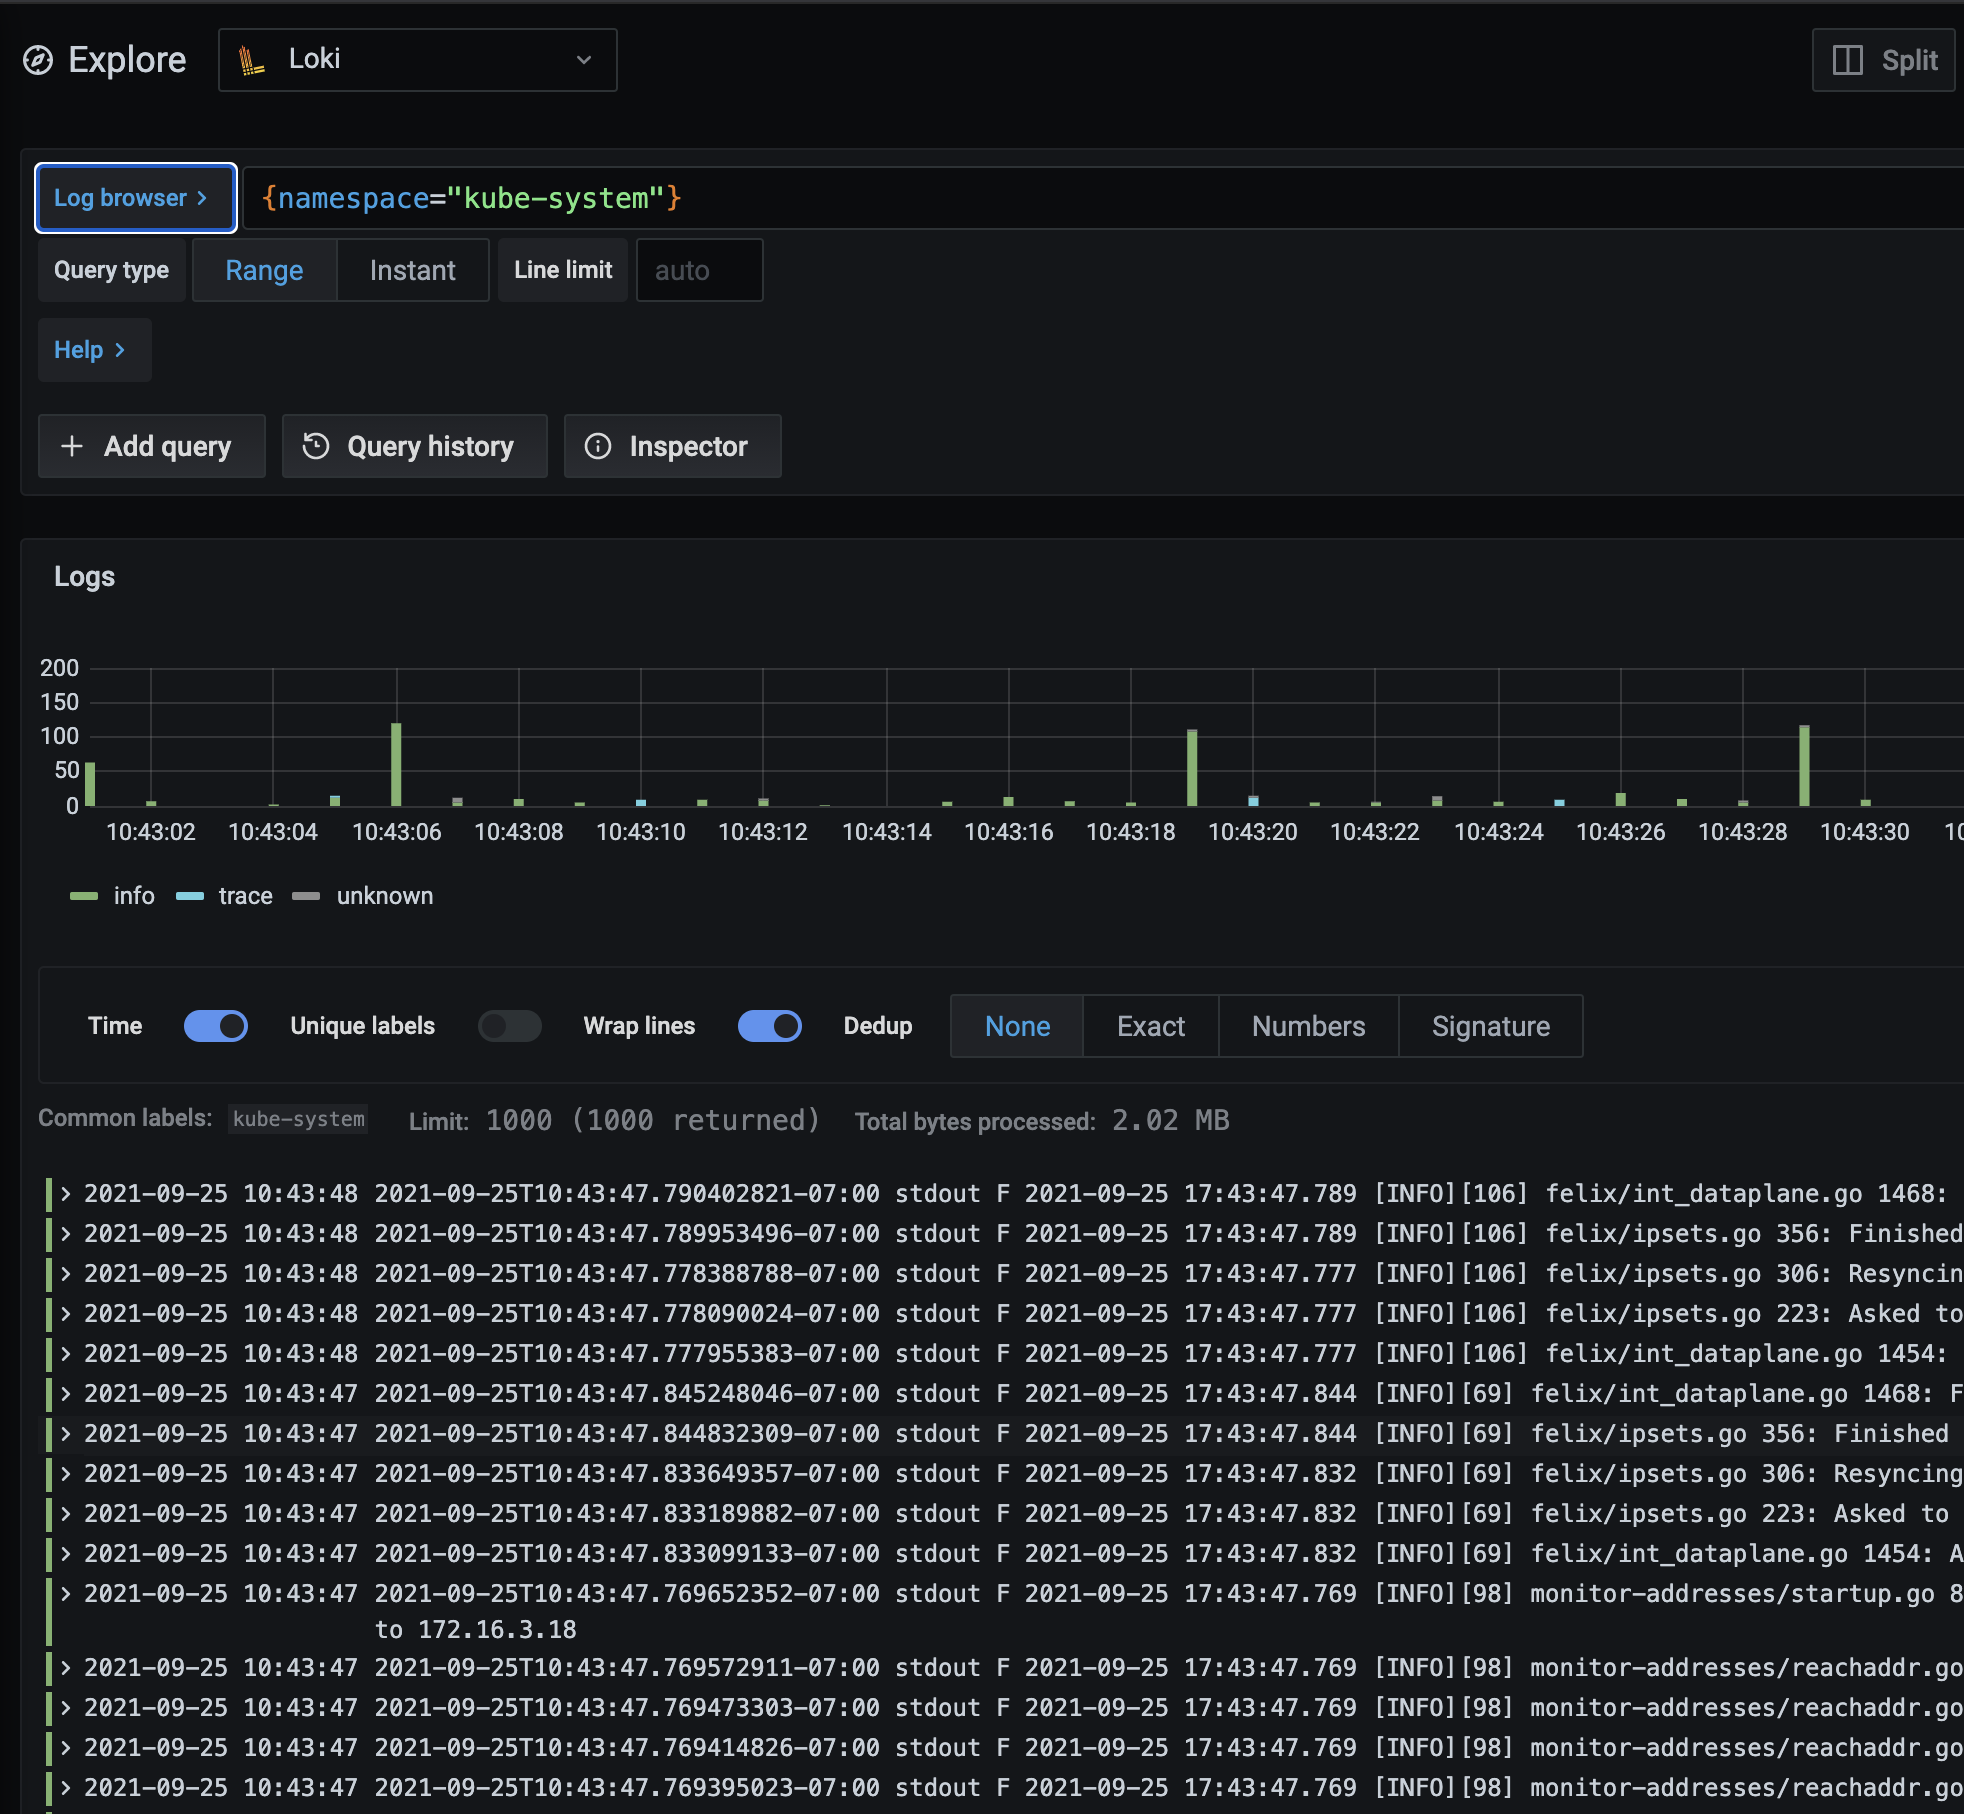 Explore Loki Split
Log browser > {namespace="kube-system"}
Query type Range Instant Line limit auto
Help >
+ Add query Query history Inspector
Logs
200
150
100
50
0
10:43:02 10:43:04 10:43:06 10:43:08 10:43:10 10:43:12 10:43:14 10:43:16 10:43:18 10:43:20 10:43:22 10:43:24 10:43:26 10:43:28 10:43:30 10
info trace unknown
Time Unique labels Wrap lines Dedup None Exact Numbers Signature
Common labels: kube-system Limit: 1000 (1000 returned) Total bytes processed: 2.02 MB
> 2021-09-25 10:43:48 2021-09-25T10:43:47.790402821-07:00 stdout F 2021-09-25 17:43:47.789 [INFO][106] felix/int_dataplane.go 1468:
> 2021-09-25 10:43:48 2021-09-25T10:43:47.789953496-07:00 stdout F 2021-09-25 17:43:47.789 [INFO][106] felix/ipsets.go 356: Finished
> 2021-09-25 10:43:48 2021-09-25T10:43:47.778388788-07:00 stdout F 2021-09-25 17:43:47.777 [INFO][106] felix/ipsets.go 306: Resyncin
> 2021-09-25 10:43:48 2021-09-25T10:43:47.778090024-07:00 stdout F 2021-09-25 17:43:47.777 [INFO][106] felix/ipsets.go 223: Asked to
> 2021-09-25 10:43:48 2021-09-25T10:43:47.777955383-07:00 stdout F 2021-09-25 17:43:47.777 [INFO][106] felix/int_dataplane.go 1454:
> 2021-09-25 10:43:47 2021-09-25T10:43:47.845248046-07:00 stdout F 2021-09-25 17:43:47.844 [INFO][69] felix/int_dataplane.go 1468: F
> 2021-09-25 10:43:47 2021-09-25T10:43:47.844832309-07:00 stdout F 2021-09-25 17:43:47.844 [INFO][69] felix/ipsets.go 356: Finished
> 2021-09-25 10:43:47 2021-09-25T10:43:47.833649357-07:00 stdout F 2021-09-25 17:43:47.832 [INFO][69] felix/ipsets.go 306: Resyncing
> 2021-09-25 10:43:47 2021-09-25T10:43:47.833189882-07:00 stdout F 2021-09-25 17:43:47.832 [INFO][69] felix/ipsets.go 223: Asked to
> 2021-09-25 10:43:47 2021-09-25T10:43:47.833099133-07:00 stdout F 2021-09-25 17:43:47.832 [INFO][69] felix/int_dataplane.go 1454: A
> 2021-09-25 10:43:47 2021-09-25T10:43:47.769652352-07:00 stdout F 2021-09-25 17:43:47.769 [INFO][98] monitor-addresses/startup.go 8
to 172.16.3.18
> 2021-09-25 10:43:47 2021-09-25T10:43:47.769572911-07:00 stdout F 2021-09-25 17:43:47.769 [INFO][98] monitor-addresses/reachaddr.go
> 2021-09-25 10:43:47 2021-09-25T10:43:47.769473303-07:00 stdout F 2021-09-25 17:43:47.769 [INFO][98] monitor-addresses/reachaddr.go
> 2021-09-25 10:43:47 2021-09-25T10:43:47.769414826-07:00 stdout F 2021-09-25 17:43:47.769 [INFO][98] monitor-addresses/reachaddr.go
> 2021-09-25 10:43:47 2021-09-25T10:43:47.769395023-07:00 stdout F 2021-09-25 17:43:47.769 [INFO][98] monitor-addresses/reachaddr.go